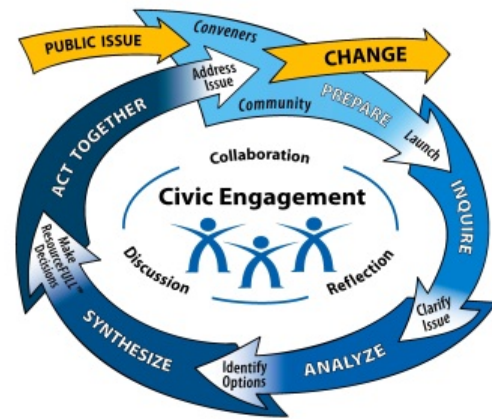 PUBLIC ISSUE
Conveners
Address
Issue
CHANGE
Community
PREPARE
Launch
INQUIRE
Clarify
Issue
ANALYZE
Identify
Options
SYNTHESIZE
Make
ResourceFULL™
Decisions
ACT TOGETHER
Collaboration
Civic Engagement
Discussion
Reflection